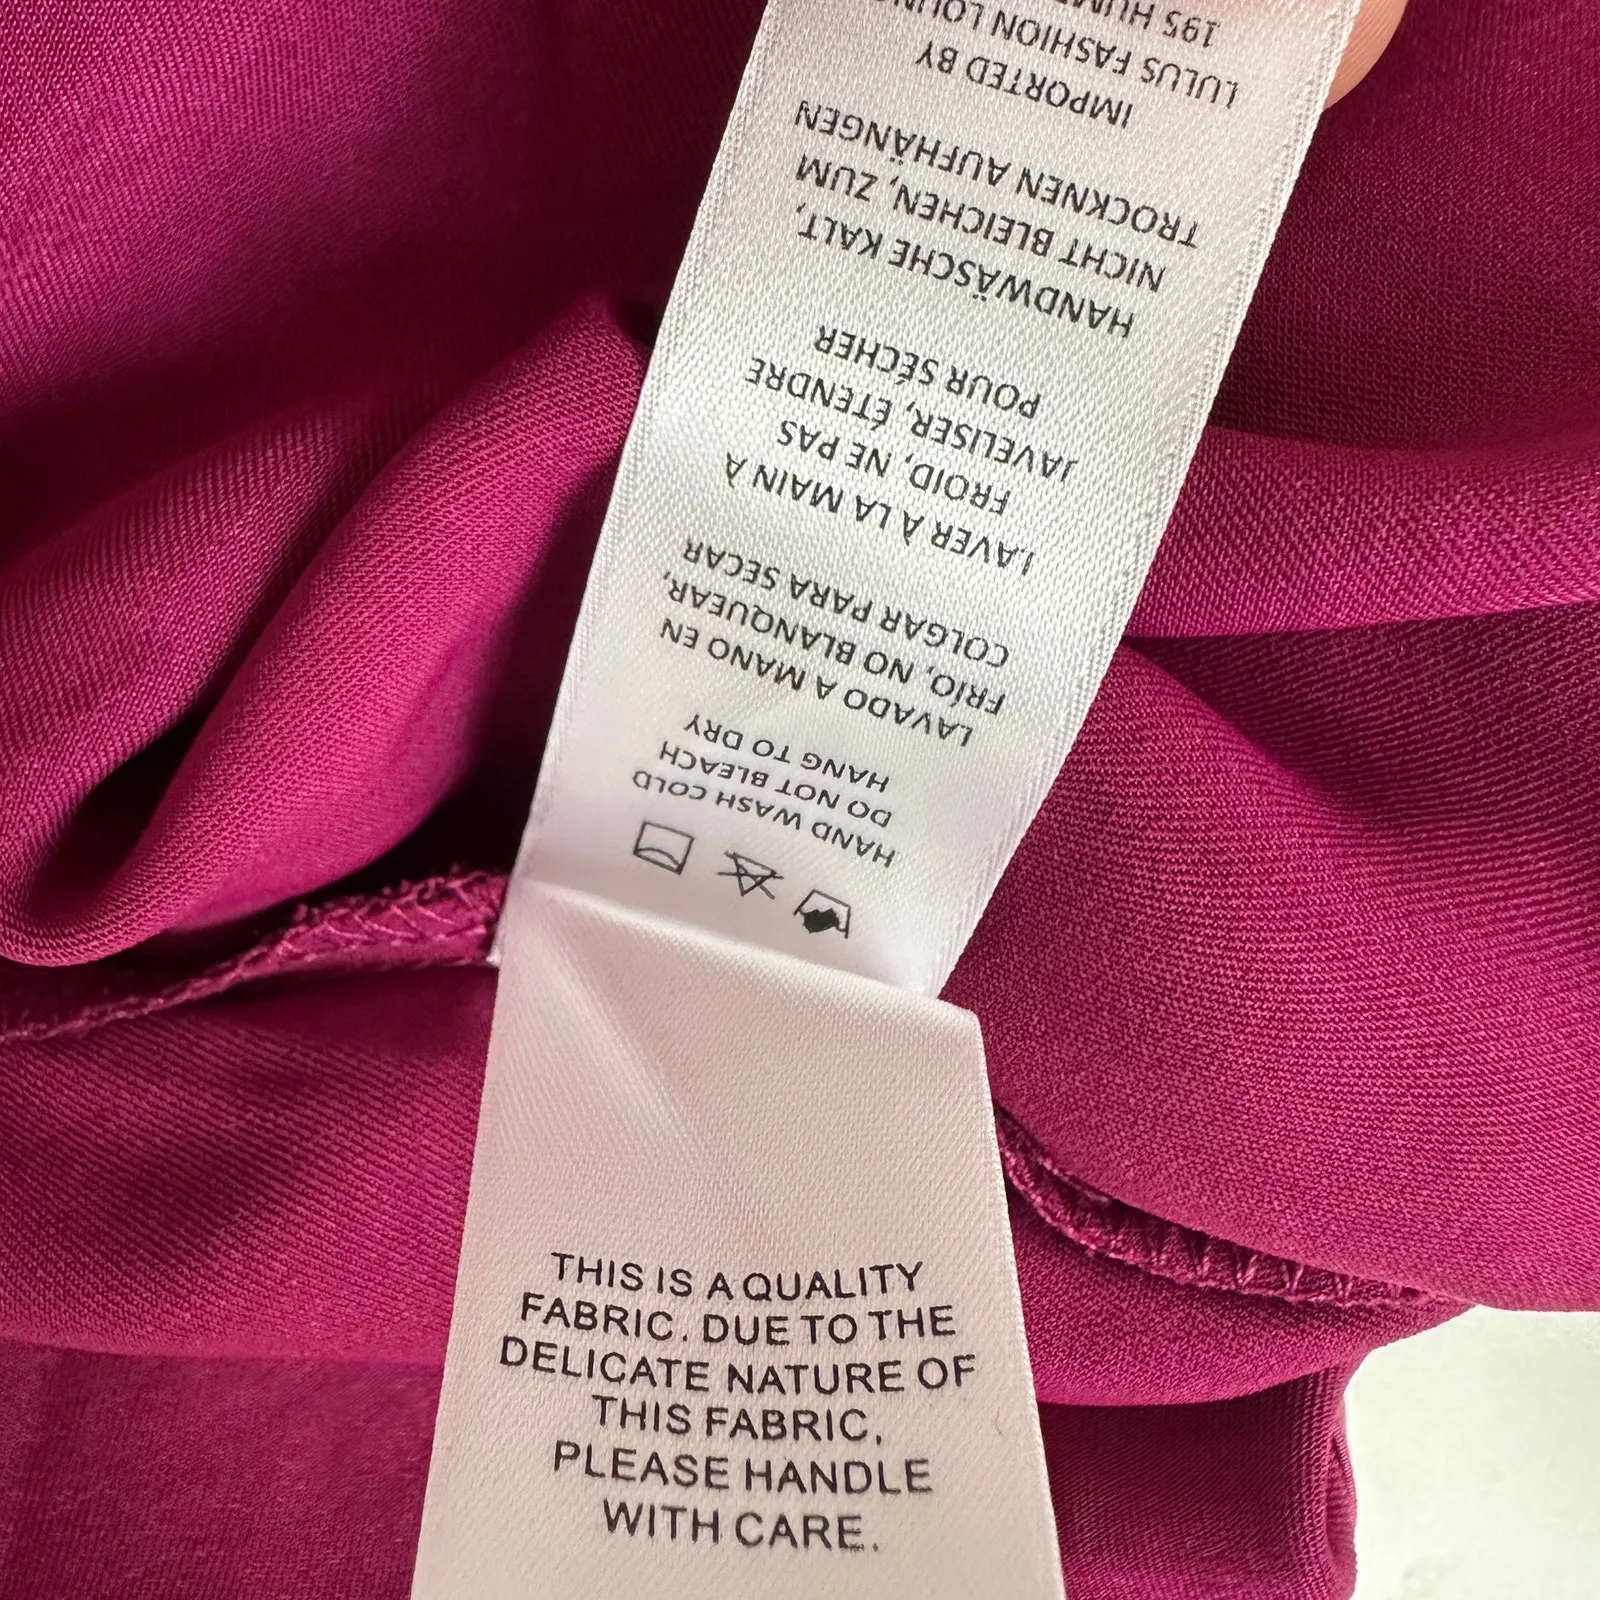 HAND WASH COLD
DO NOT BLEACH
HANG TO DRY
LAVADO A MANO EN
FRÍO, NO BLANQUEAR,
COLGAR PARA SECAR
LAVER À LA MAIN À
FROID, NE PAS
JAVELISER, ÉTENDRE
POUR SÉCHER
HANDWÄSCHE KALT,
NICHT BLEICHEN, ZUM
TROCKNEN AUFHÄNGEN
IMPORTED BY
LULUS FASHION
195
THIS IS A QUALITY
FABRIC. DUE TO THE
DELICATE NATURE OF
THIS FABRIC,
PLEASE HANDLE
WITH CARE.